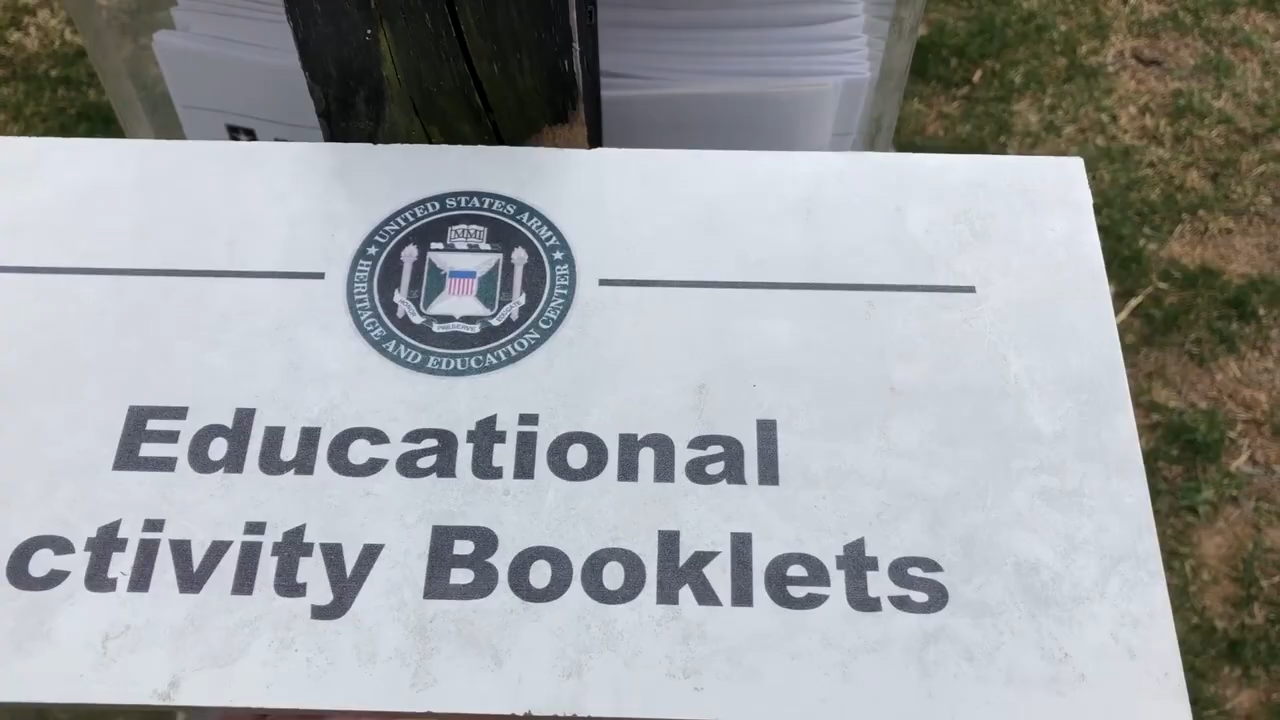 UNITED STATES ARMY
MMI
PRESERVE
HERITAGE AND EDUCATION CENTER
Educational
ctivity Booklets